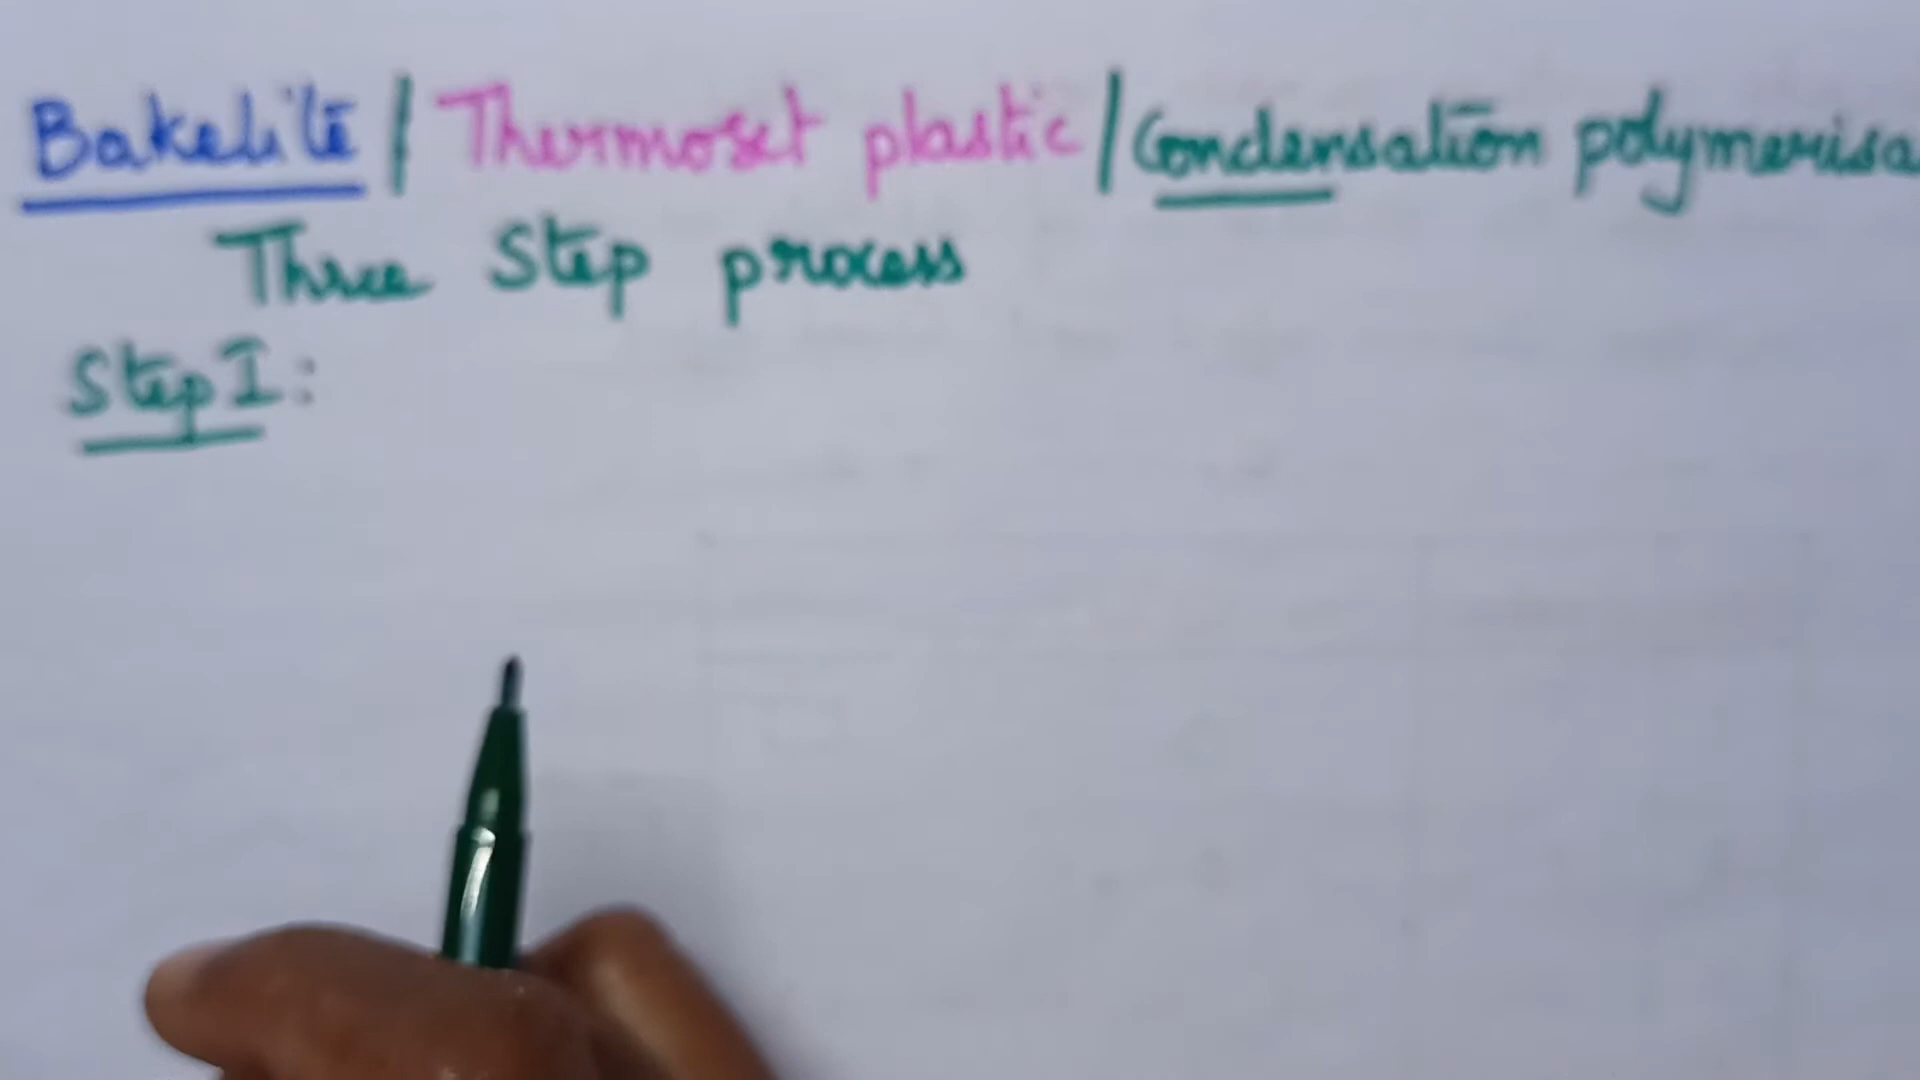 Bakelite / Thermoset plastic / Condensation polymerisa
Three Step process
Step I: